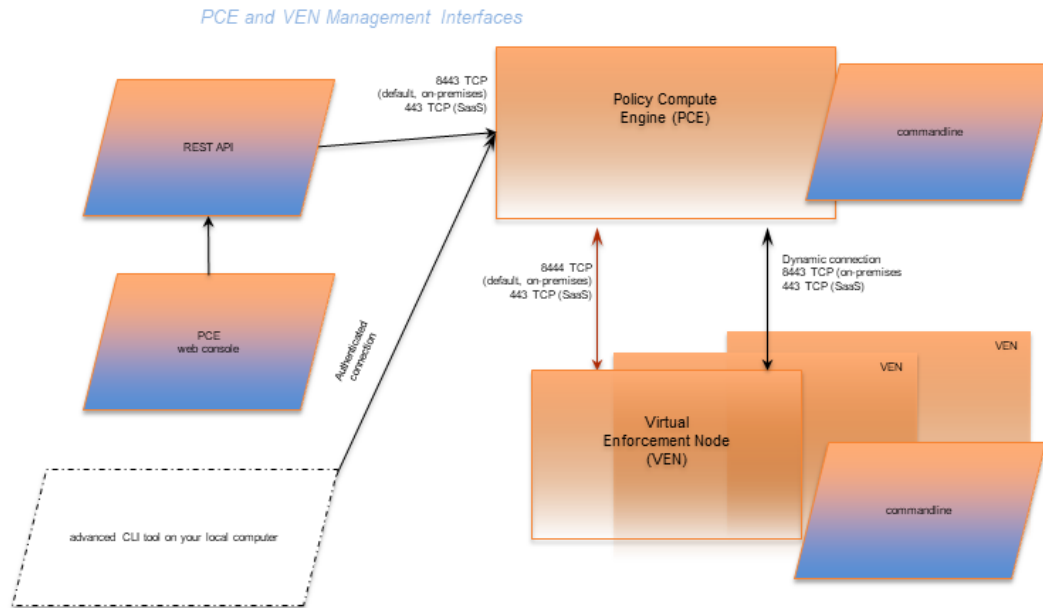 PCE and VEN Management Interfaces
8443 TCP
(default, on-premises)
443 TCP (SaaS)
Policy Compute
Engine (PCE)
commandline
REST API
8444 TCP
(default, on-premises)
443 TCP (SaaS)
Dynamic connection
8443 TCP (on-premises
443 TCP (SaaS)
PCE
web console
Authenticated
connection
VEN
VEN
Virtual
Enforcement Node
(VEN)
commandline
advanced CLI tool on your local computer